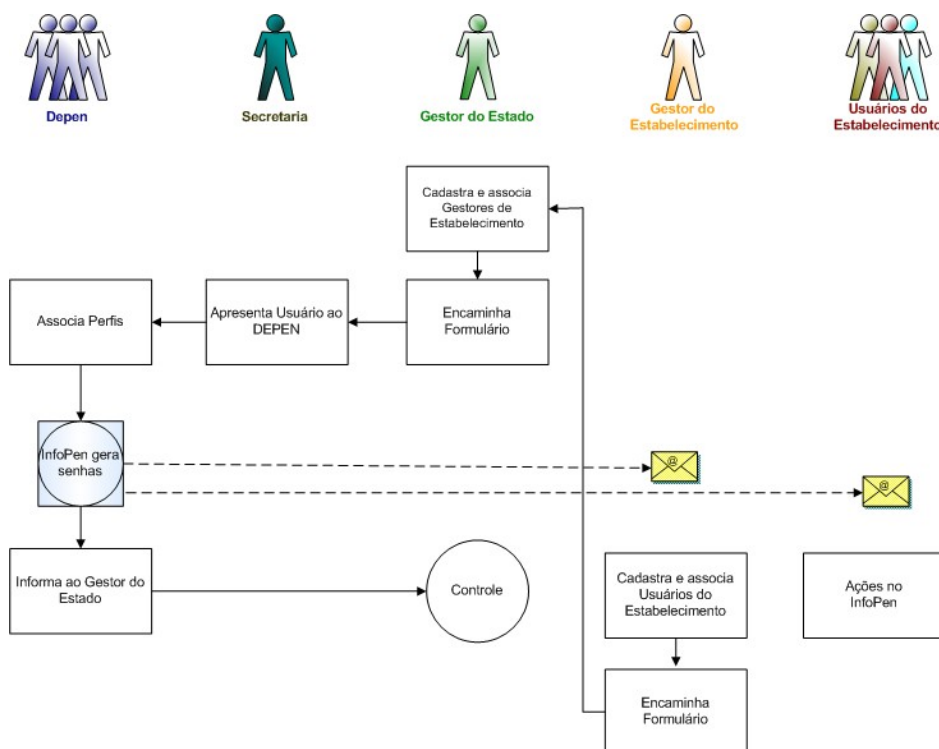 Depen
Secretaria
Gestor do Estado
Gestor do
Estabelecimento
Usuários do
Estabelecimento
Cadastra e associa
Gestores de
Estabelecimento
Associa Perfis
Apresenta Usuário ao
DEPEN
Encaminha
Formulário
InfoPen gera
senhas
@
@
Informa ao Gestor do
Estado
Controle
Cadastra e associa
Usuários do
Estabelecimento
Ações no
InfoPen
Encaminha
Formulário